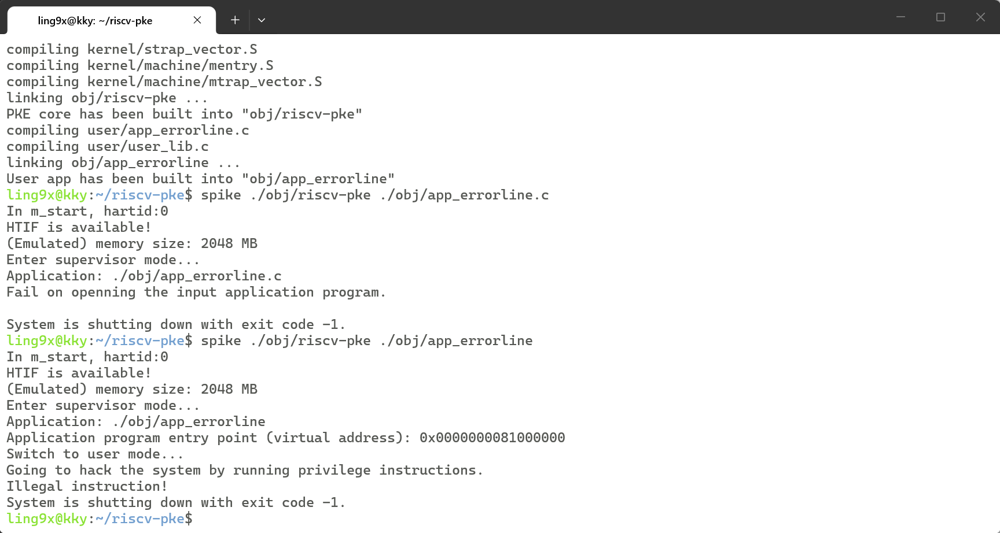 ling9x@kky: ~/riscv-pke
compiling kernel/strap_vector.S
compiling kernel/machine/mentry.S
compiling kernel/machine/mtrap_vector.S
linking obj/riscv-pke ...
PKE core has been built into "obj/riscv-pke"
compiling user/app_errorline.c
compiling user/user_lib.c
linking obj/app_errorline ...
User app has been built into "obj/app_errorline"
ling9x@kky:~/riscv-pke$ spike ./obj/riscv-pke ./obj/app_errorline.c
In m_start, hartid:0
HTIF is available!
(Emulated) memory size: 2048 MB
Enter supervisor mode...
Application: ./obj/app_errorline.c
Fail on openning the input application program.
System is shutting down with exit code -1.
ling9x@kky:~/riscv-pke$ spike ./obj/riscv-pke ./obj/app_errorline
In m_start, hartid:0
HTIF is available!
(Emulated) memory size: 2048 MB
Enter supervisor mode...
Application: ./obj/app_errorline
Application program entry point (virtual address): 0x0000000081000000
Switch to user mode...
Going to hack the system by running privilege instructions.
Illegal instruction!
System is shutting down with exit code -1.
ling9x@kky:~/riscv-pke$